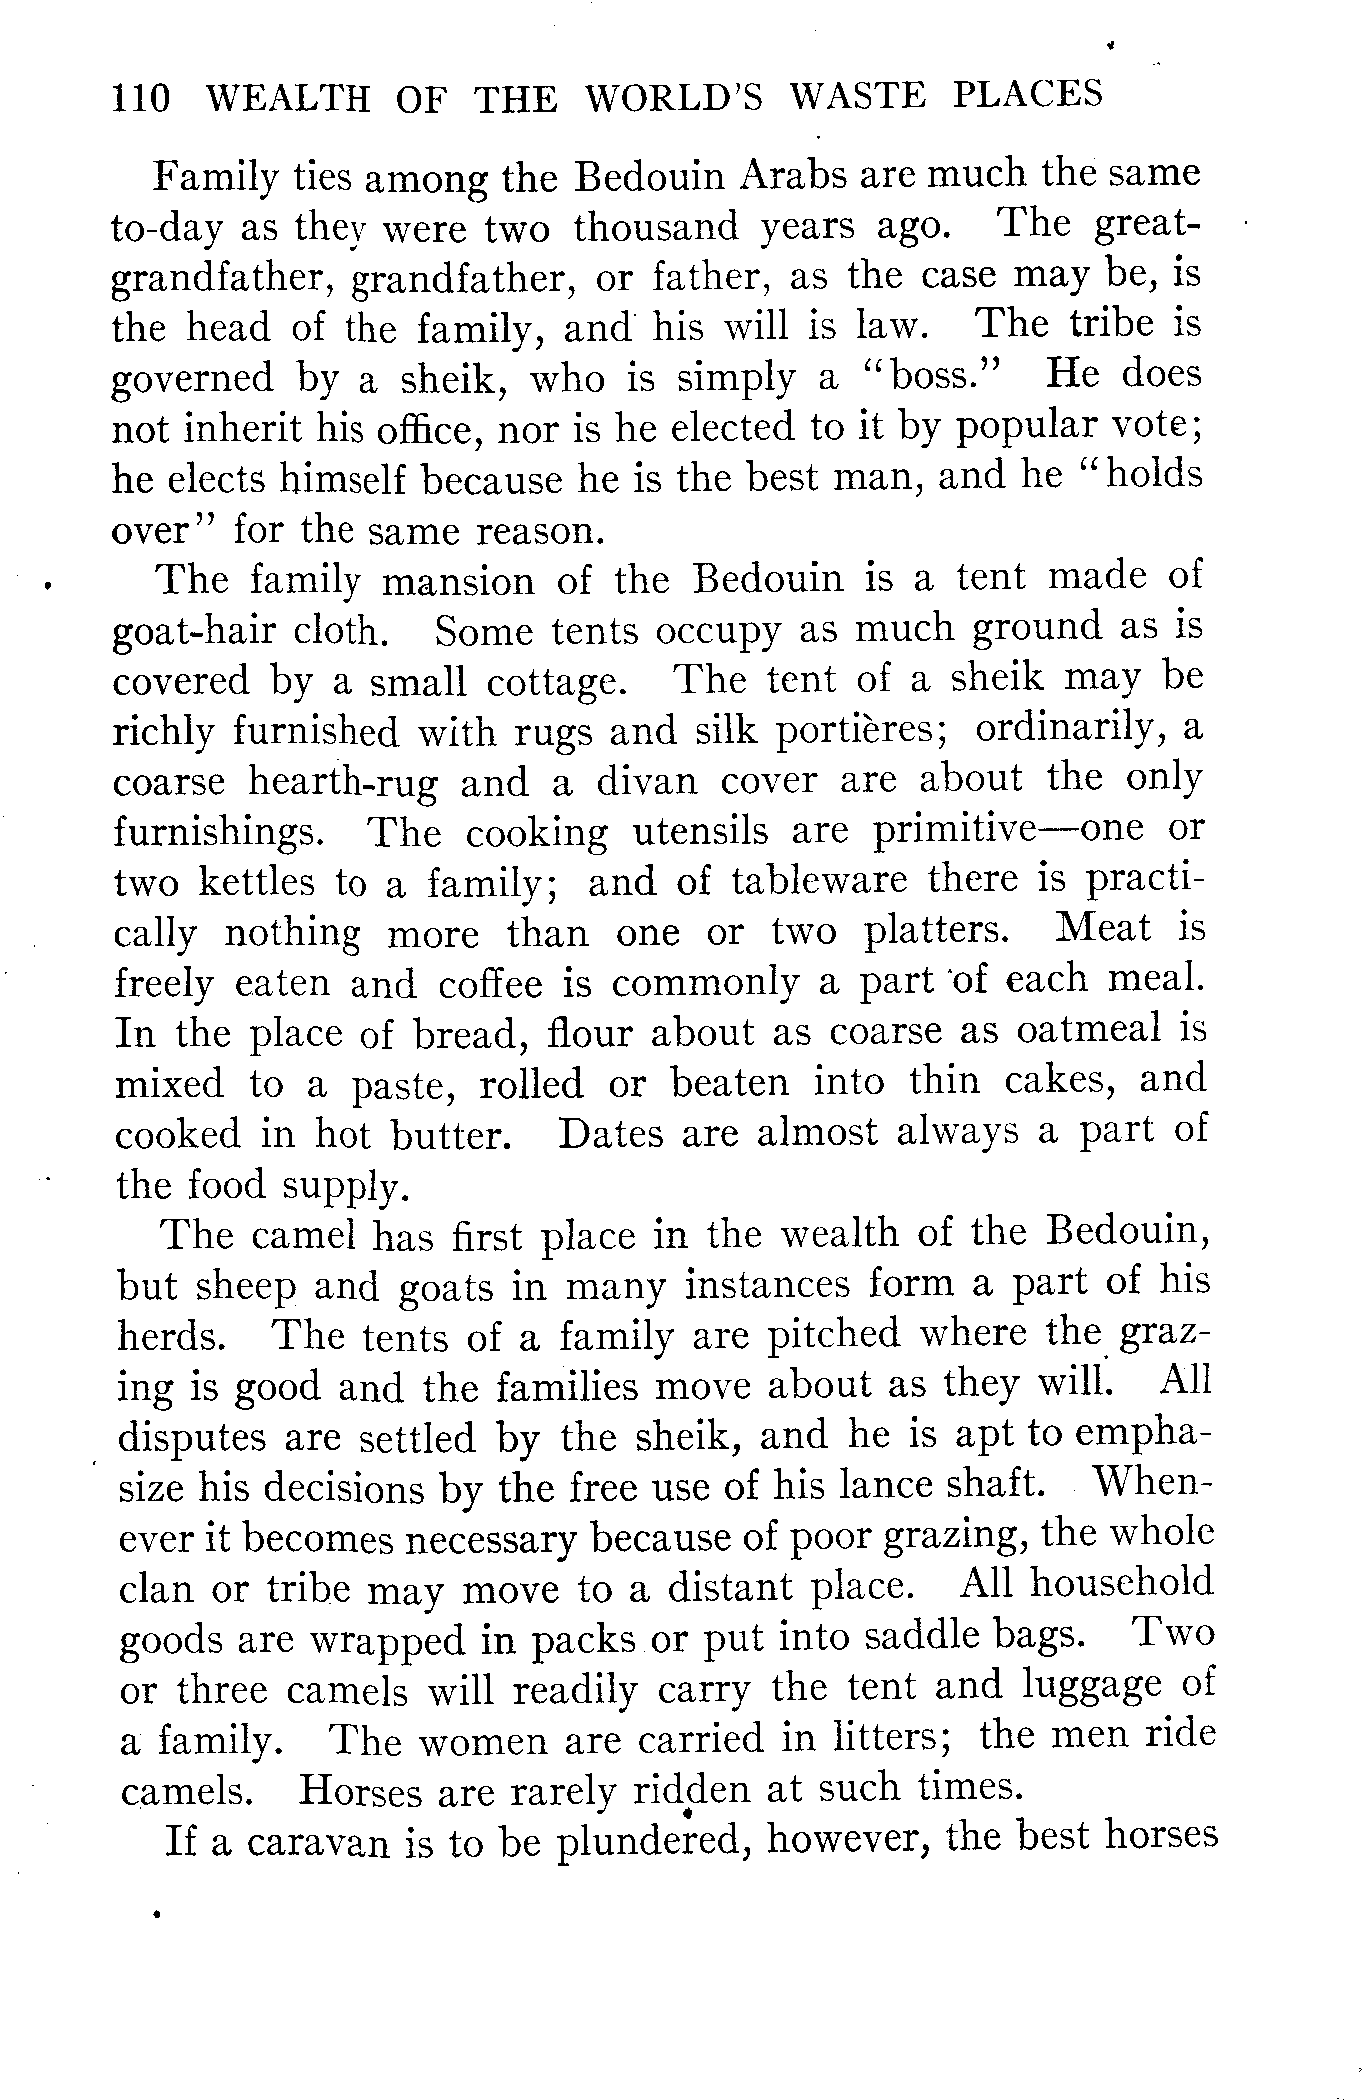 110 WEALTH OF THE WORLD'S WASTE PLACES
Family ties among the Bedouin Arabs are much the same
to-day as they were two thousand years ago. The great-
grandfather, grandfather, or father, as the case may be, is
the head of the family, and his will is law. The tribe is
governed by a sheik, who is simply a "boss." He does
not inherit his office, nor is he elected to it by popular vote;
he elects himself because he is the best man, and he "holds
over" for the same reason.
The family mansion of the Bedouin is a tent made of
goat-hair cloth. Some tents occupy as much ground as is
covered by a small cottage. The tent of a sheik may be
richly furnished with rugs and silk portières; ordinarily, a
coarse hearth-rug and a divan cover are about the only
furnishings. The cooking utensils are primitive—one or
two kettles to a family; and of tableware there is practi-
cally nothing more than one or two platters. Meat is
freely eaten and coffee is commonly a part of each meal.
In the place of bread, flour about as coarse as oatmeal is
mixed to a paste, rolled or beaten into thin cakes, and
cooked in hot butter. Dates are almost always a part of
the food supply.
The camel has first place in the wealth of the Bedouin,
but sheep and goats in many instances form a part of his
herds. The tents of a family are pitched where the graz-
ing is good and the families move about as they will. All
disputes are settled by the sheik, and he is apt to empha-
size his decisions by the free use of his lance shaft. When-
ever it becomes necessary because of poor grazing, the whole
clan or tribe may move to a distant place. All household
goods are wrapped in packs or put into saddle bags. Two
or three camels will readily carry the tent and luggage of
a family. The women are carried in litters; the men ride
camels. Horses are rarely ridden at such times.
If a caravan is to be plundered, however, the best horses